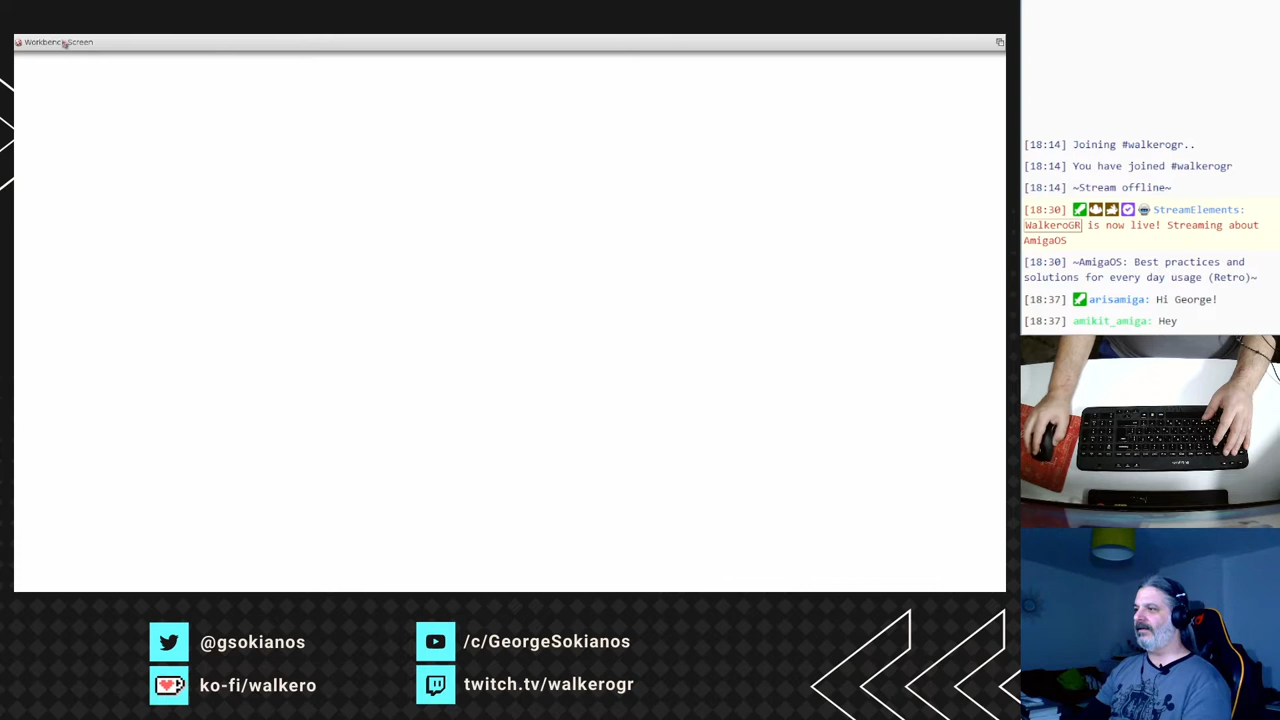 Workbench Screen
[18:14] Joining #walkerogr..
[18:14] You have joined #walkerogr
[18:14] ~Stream offline~
[18:30] StreamElements:
WalkeroGR is now live! Streaming about
AmigaOS
[18:30] ~AmigaOS: Best practices and
solutions for every day usage (Retro)~
[18:37] arisamiga: Hi George!
[18:37] amikit_amiga: Hey
@gsokianos
/c/GeorgeSokianos
ko-fi/walkero
twitch.tv/walkerogr